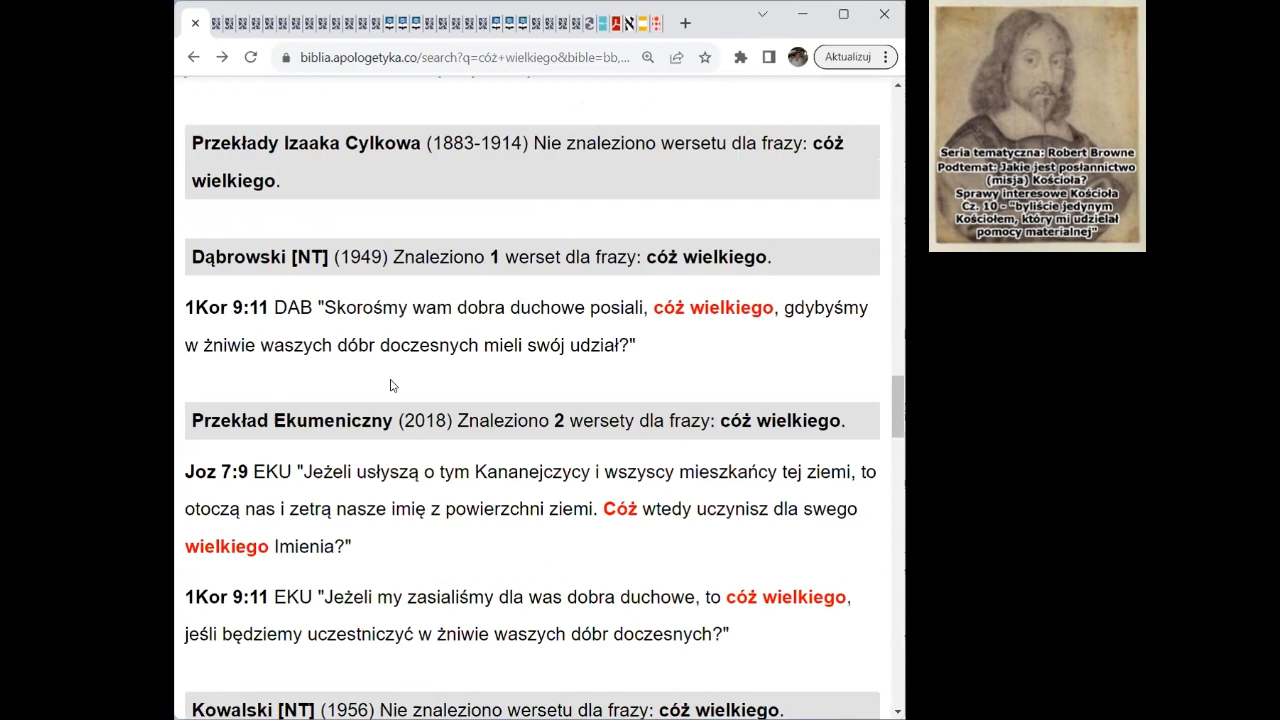 biblia.apologetyka.co/search?q=cóż+wielkiego&bible=bb,...
Aktualizuj
Przekłady Izaaka Cylkowa (1883-1914) Nie znaleziono wersetu dla frazy: cóż
wielkiego.
Dąbrowski [NT] (1949) Znaleziono 1 werset dla frazy: cóż wielkiego.
1Kor 9:11 DAB "Skorośmy wam dobra duchowe posiali, cóż wielkiego, gdybyśmy
w żniwie waszych dóbr doczesnych mieli swój udział?"
Przekład Ekumeniczny (2018) Znaleziono 2 wersety dla frazy: cóż wielkiego.
Joz 7:9 EKU "Jeżeli usłyszą o tym Kananejczycy i wszyscy mieszkańcy tej ziemi, to
otoczą nas i zetrą nasze imię z powierzchni ziemi. Cóż wtedy uczynisz dla swego
wielkiego Imienia?"
1Kor 9:11 EKU "Jeżeli my zasialiśmy dla was dobra duchowe, to cóż wielkiego,
jeśli będziemy uczestniczyć w żniwie waszych dóbr doczesnych?"
Kowalski [NT] (1956) Nie znaleziono wersetu dla frazy: cóż wielkiego.
Seria tematyczna: Robert Browne
Podtemat: Jakie jest posłannictwo
(misja) Kościoła?
Sprawy interesowe Kościoła
Cz. 10 - "byliście jedynym
Kościołem, który mi udzielał
pomocy materialnej"